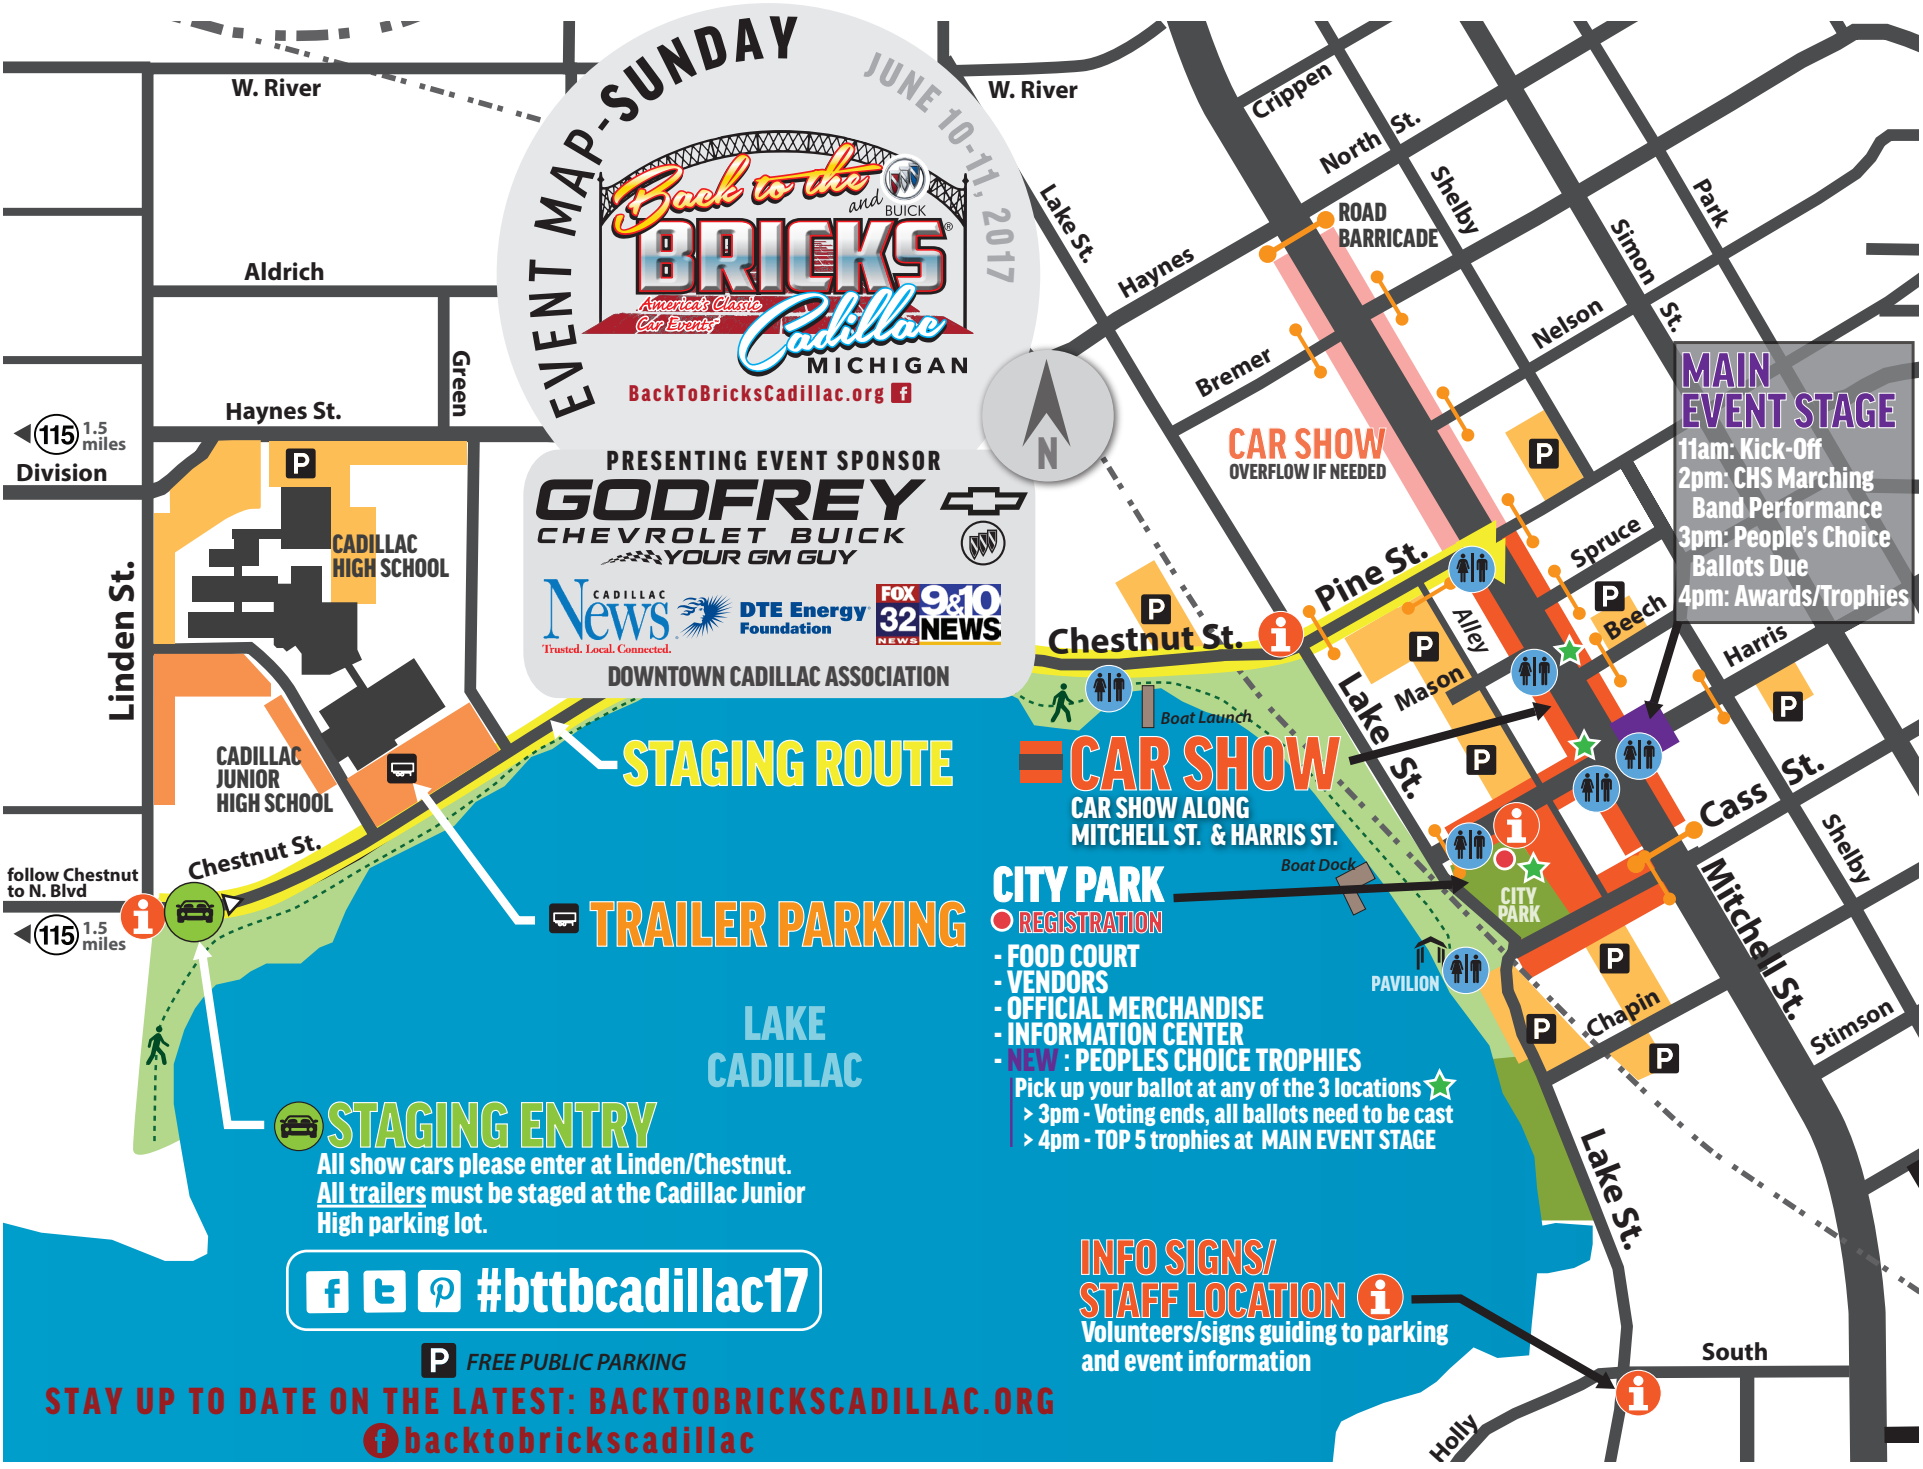 EVENT MAP-SUNDAY
JUNE 10-11, 2017
Back to the
and BUICK
BRICKS®
America's Classic
Car Events
Cadillac
MICHIGAN
BackToBricksCadillac.org f
PRESENTING EVENT SPONSOR
GODFREY
CHEVROLET BUICK
YOUR GM GUY
CADILLAC
News
Trusted. Local. Connected.
DTE Energy
Foundation
FOX
32
NEWS
9&10
NEWS
DOWNTOWN CADILLAC ASSOCIATION
N
W. River
W. River
Aldrich
Green
Haynes St.
115 1.5
miles
Division
P
CADILLAC
HIGH SCHOOL
Linden St.
CADILLAC
JUNIOR
HIGH SCHOOL
Chestnut St.
follow Chestnut
to N. Blvd
i
115 1.5
miles
Crippen
North St.
Lake St.
Haynes
Shelby
Park
ROAD
BARRICADE
Simon St.
Nelson
Bremer
CAR SHOW
OVERFLOW IF NEEDED
P
MAIN
EVENT STAGE
11am: Kick-Off
2pm: CHS Marching
Band Performance
3pm: People's Choice
Ballots Due
4pm: Awards/Trophies
Pine St.
Spruce
P
P
Beech
Alley
Harris
Chestnut St.
i
P
Mason
P
Lake St.
Boat Launch
P
Cass St.
Shelby
STAGING ROUTE
CAR SHOW
CAR SHOW ALONG
MITCHELL ST. & HARRIS ST.
Boat Dock
i
CITY
PARK
Mitchell St.
TRAILER PARKING
CITY PARK
REGISTRATION
- FOOD COURT
- VENDORS
- OFFICIAL MERCHANDISE
- INFORMATION CENTER
- NEW : PEOPLES CHOICE TROPHIES
Pick up your ballot at any of the 3 locations
> 3pm - Voting ends, all ballots need to be cast
> 4pm - TOP 5 trophies at MAIN EVENT STAGE
PAVILION
P
Chapin
P
P
Stimson
LAKE
CADILLAC
STAGING ENTRY
All show cars please enter at Linden/Chestnut.
All trailers must be staged at the Cadillac Junior
High parking lot.
Lake St.
f t p #bttbcadillac17
INFO SIGNS/
STAFF LOCATION i
Volunteers/signs guiding to parking
and event information
South
i
Holly
P FREE PUBLIC PARKING
STAY UP TO DATE ON THE LATEST: BACKTOBRICKSCADILLAC.ORG
f backtobrickscadillac